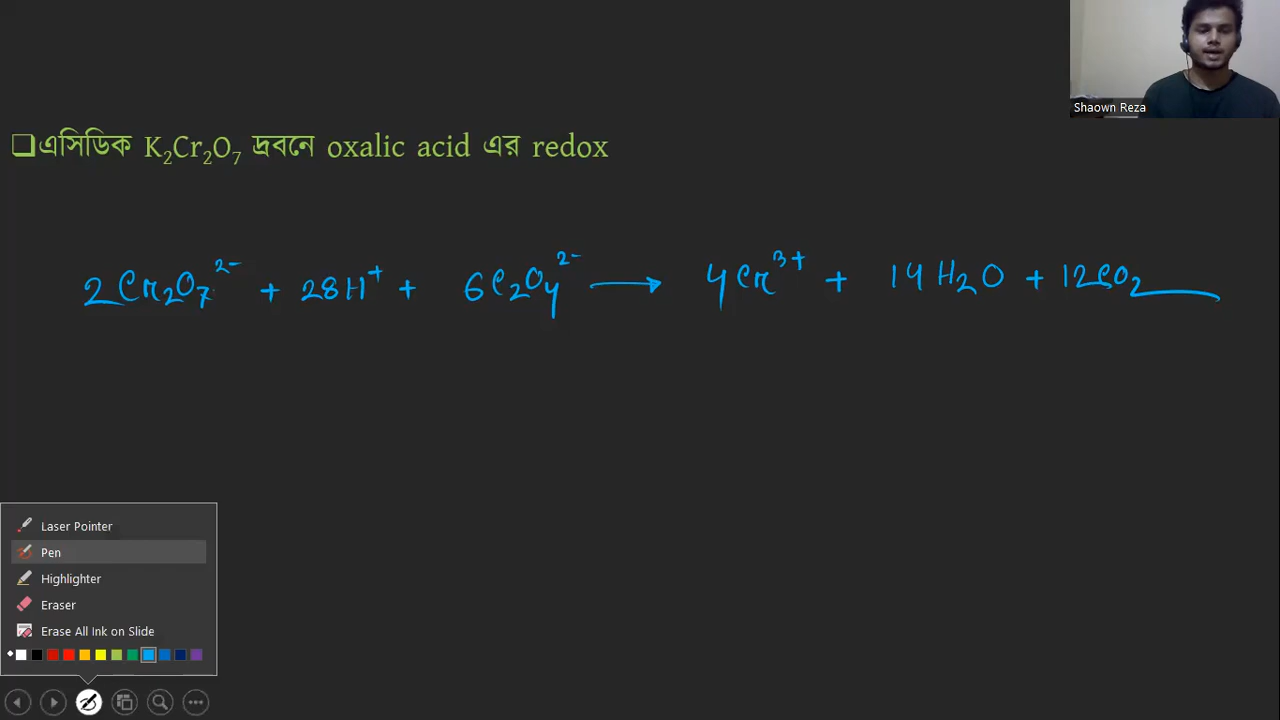 Shaown Reza
❑এসিডিক K₂Cr₂O₇ দ্রবনে oxalic acid এর redox
2Cr₂O₇²⁻ + 28H⁺ + 6C₂O₄²⁻ ⟶ 4Cr³⁺ + 14H₂O + 12CO₂
Laser Pointer
Pen
Highlighter
Eraser
Erase All Ink on Slide